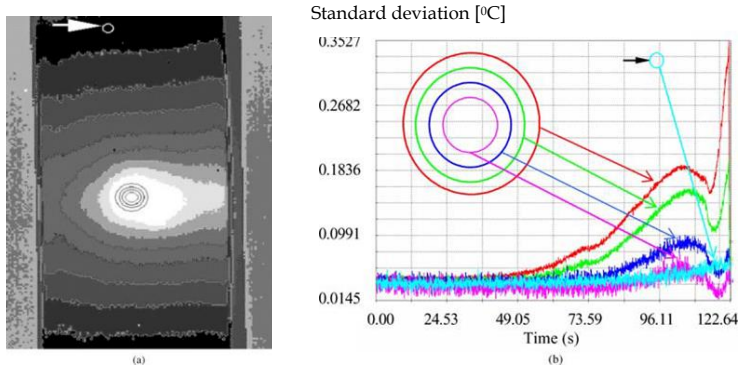 Standard deviation [⁰C]
0.3527
0.2682
0.1836
0.0991
0.0145
0.00 24.53 49.05 73.59 96.11 122.64
Time (s)
(a)
(b)